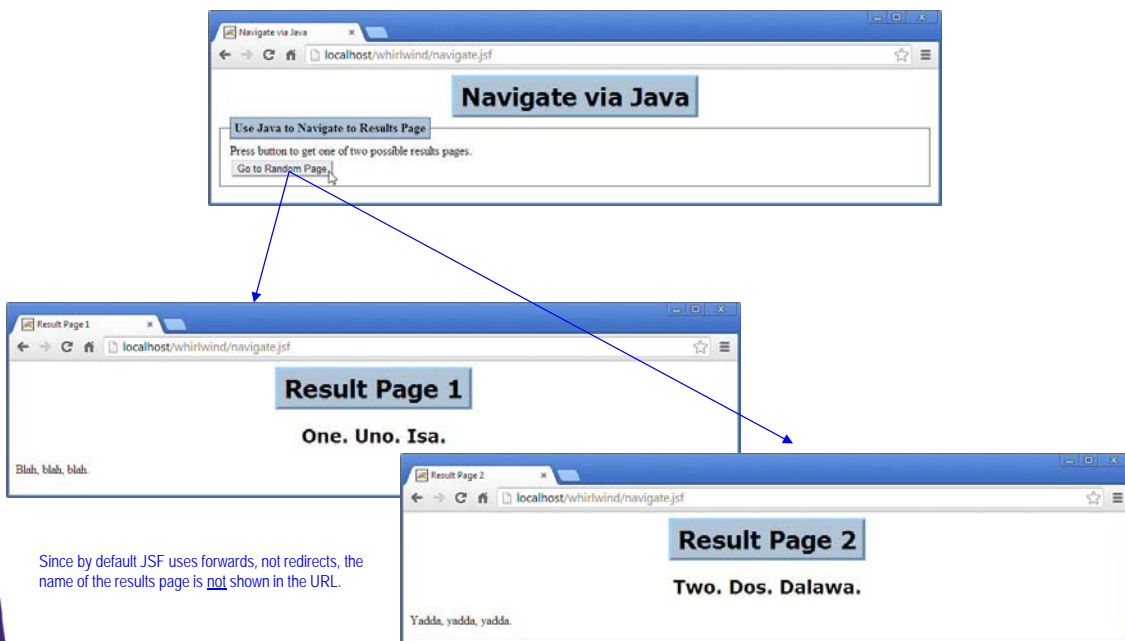 Navigate via Java
localhost/whirlwind/navigate.jsf
Navigate via Java
Use Java to Navigate to Results Page
Press button to get one of two possible results pages.
Go to Random Page
Result Page 1
localhost/whirlwind/navigate.jsf
Result Page 1
One. Uno. Isa.
Blah, blah, blah.
Result Page 2
localhost/whirlwind/navigate.jsf
Result Page 2
Two. Dos. Dalawa.
Yadda, yadda, yadda.
Since by default JSF uses forwards, not redirects, the
name of the results page is not shown in the URL.